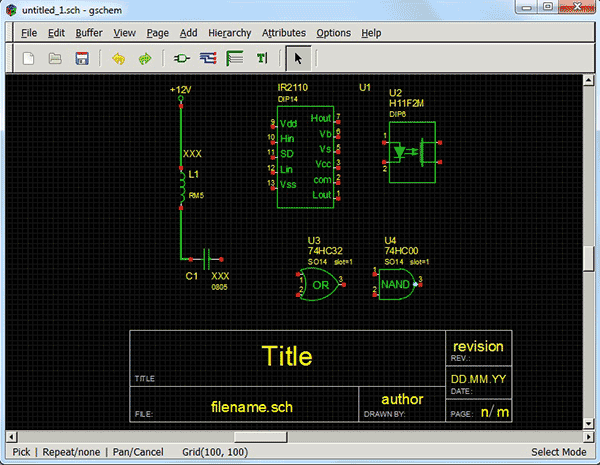 untitled_1.sch - gschem
File Edit Buffer View Page Add Hierarchy Attributes Options Help
+12V
XXX
L1
RM5
C1 XXX
0805
IR2110 U1
DIP14
9 Vdd Hout 7
10 Hin Vb 6
11 SD Vs 5
12 Lin Vcc 3
13 Vss com 2
Lout 1
U2
H11F2M
DIP6
1
2
U3
74HC32
SO14 slot=1
1
2
OR
3
U4
74HC00
SO14 slot=1
1
2
NAND
3
Title
TITLE
filename.sch
FILE:
author
DRAWN BY:
revision
REV.:
DD.MM.YY
DATE:
PAGE: n/m
Pick | Repeat/none | Pan/Cancel Grid(100, 100) Select Mode